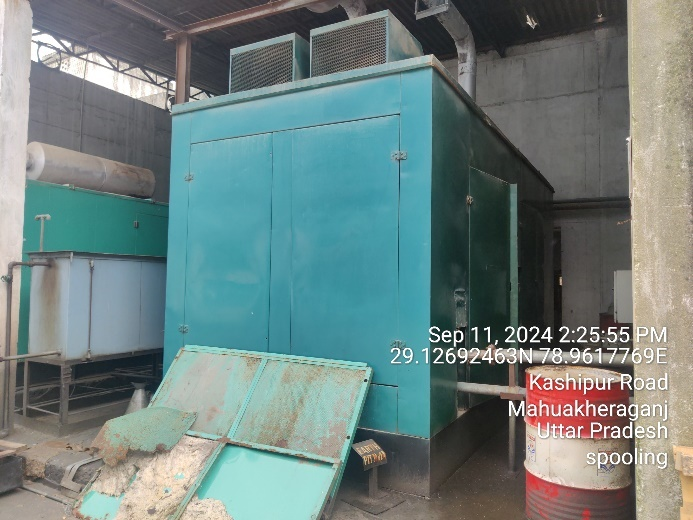 Sep 11, 2024 2:25:55 PM
29.12692463N 78.9617769E
Kashipur Road
Mahuakheraganj
Uttar Pradesh
spooling